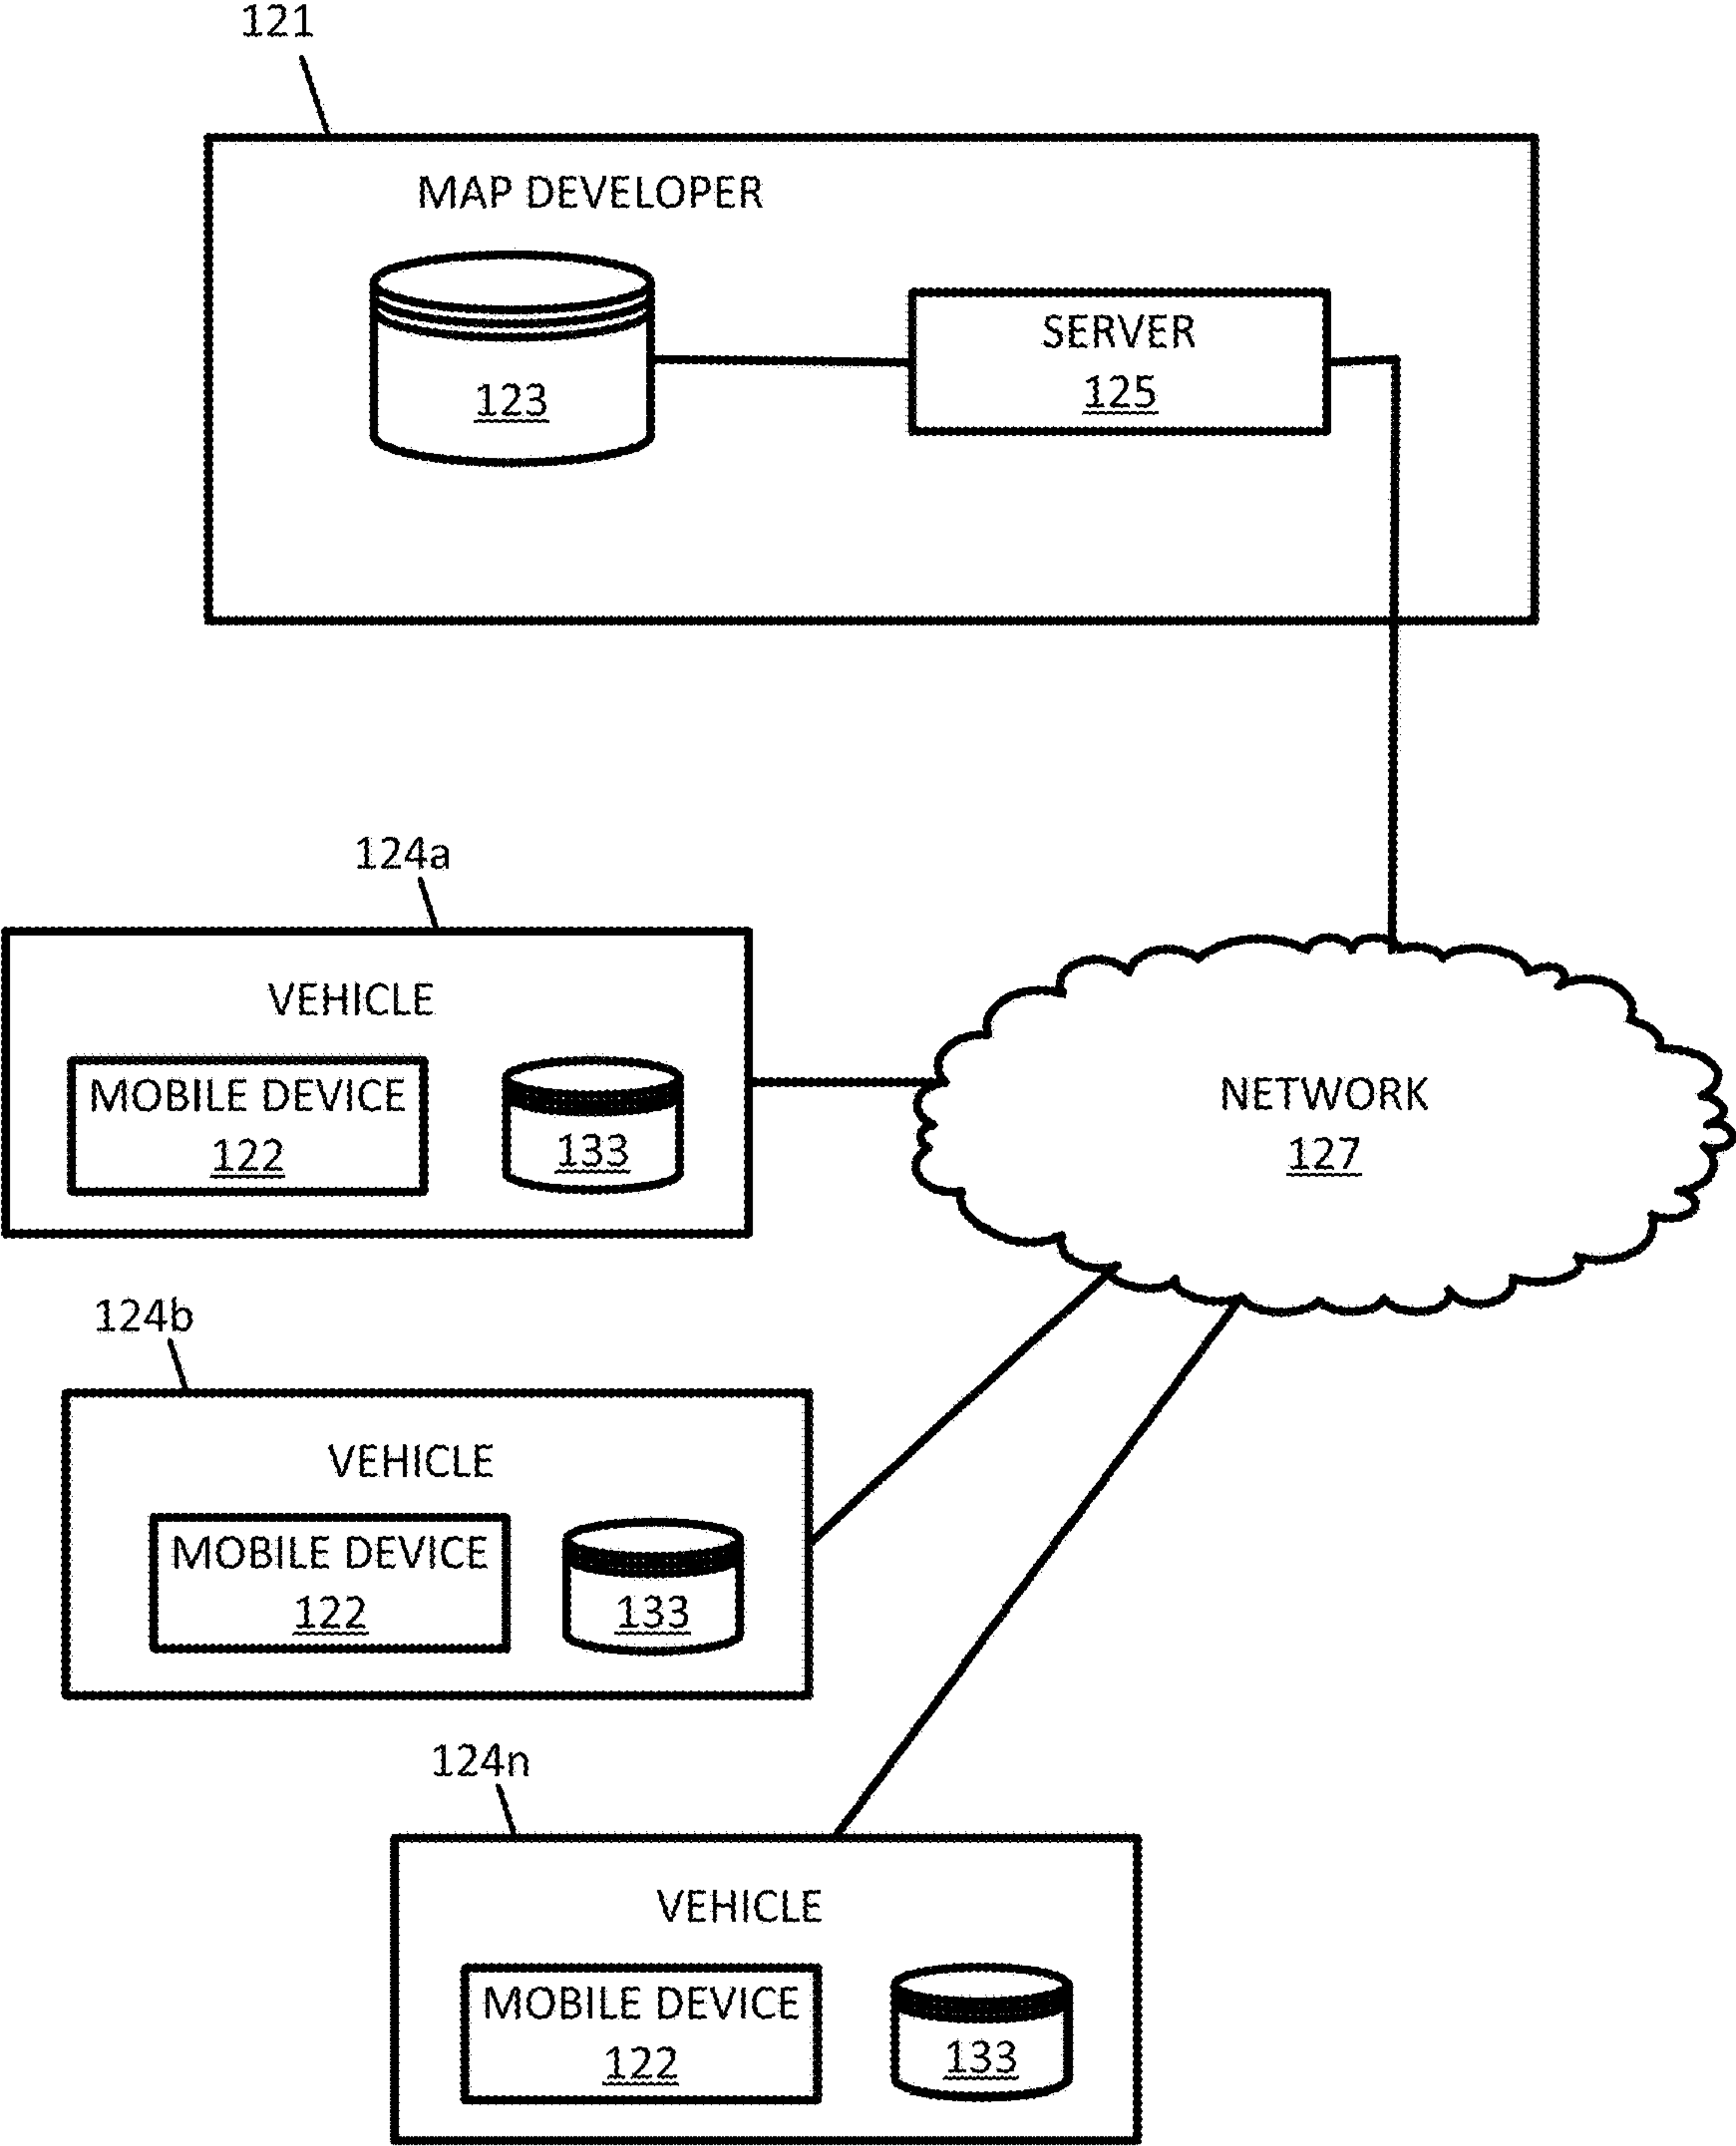 121
MAP DEVELOPER
123
SERVER
125
124a
VEHICLE
MOBILE DEVICE
122
133
NETWORK
127
124b
VEHICLE
MOBILE DEVICE
122
133
124n
VEHICLE
MOBILE DEVICE
122
133